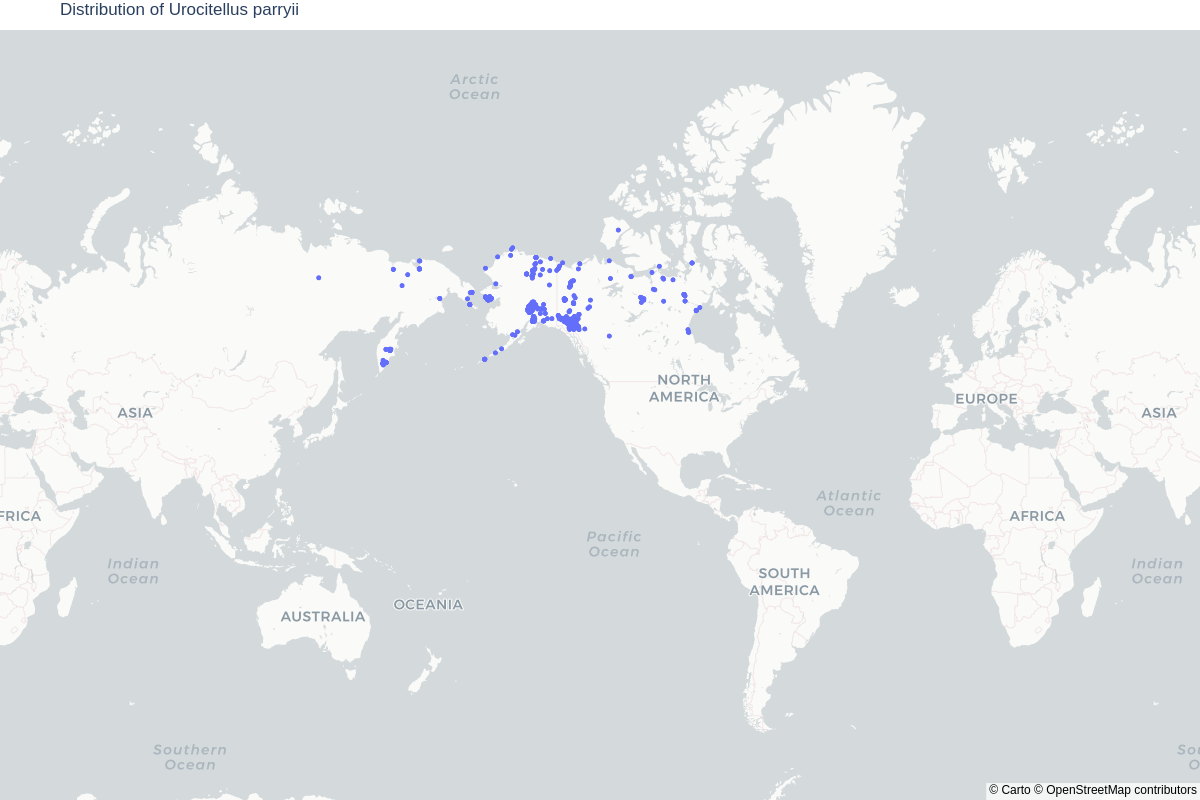 Distribution of Urocitellus parryii
Arctic
Ocean
NORTH
AMERICA
ASIA
EUROPE
ASIA
Atlantic
Ocean
FRICA
AFRICA
Pacific
Ocean
Indian
Ocean
Indian
Ocean
SOUTH
AMERICA
OCEANIA
AUSTRALIA
Southern
Ocean
Sou
O
© Carto © OpenStreetMap contributors